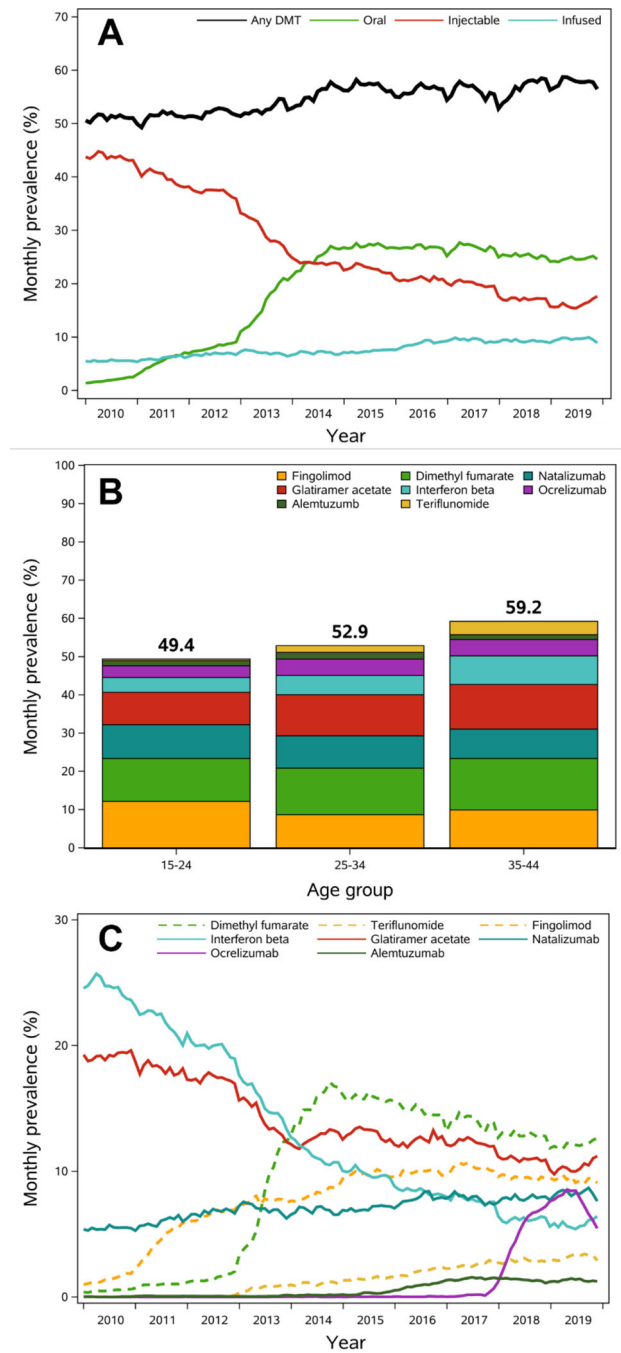 A
Any DMT Oral Injectable Infused
70
60
50
40
30
20
10
0
Monthly prevalence (%)
2010 2011 2012 2013 2014 2015 2016 2017 2018 2019
Year
B
Fingolimod Dimethyl fumarate Natalizumab
Glatiramer acetate Interferon beta Ocrelizumab
Alemtuzumb Teriflunomide
100
90
80
70
60
50
40
30
20
10
0
Monthly prevalence (%)
49.4 52.9 59.2
15-24 25-34 35-44
Age group
C
Dimethyl fumarate Teriflunomide Fingolimod
Interferon beta Glatiramer acetate Natalizumab
Ocrelizumab Alemtuzumab
30
20
10
0
Monthly prevalence (%)
2010 2011 2012 2013 2014 2015 2016 2017 2018 2019
Year